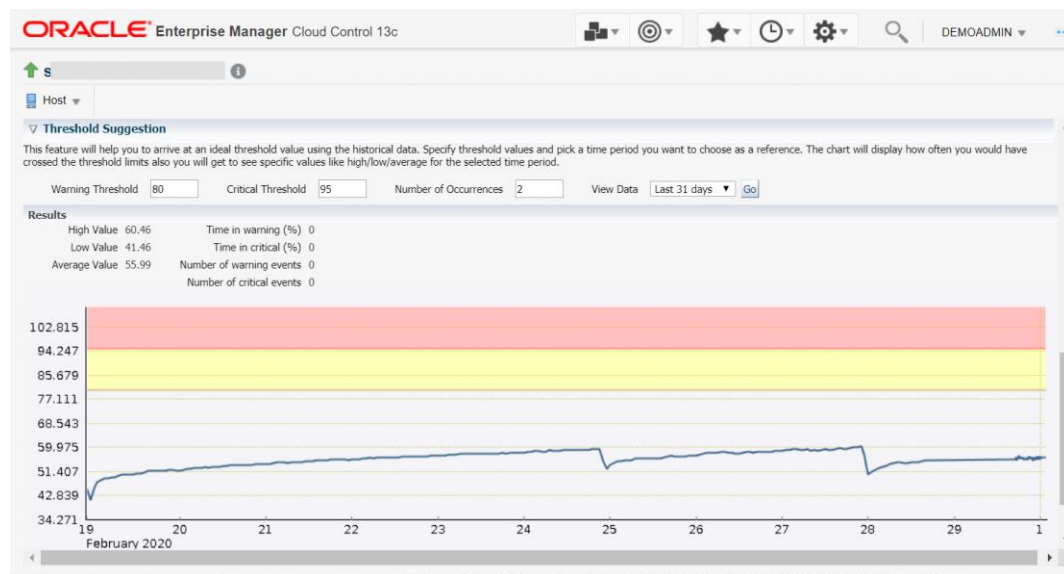 ORACLE Enterprise Manager Cloud Control 13c
DEMOADMIN
s
Host
Threshold Suggestion
This feature will help you to arrive at an ideal threshold value using the historical data. Specify threshold values and pick a time period you want to choose as a reference. The chart will display how often you would have
crossed the threshold limits also you will get to see specific values like high/low/average for the selected time period.
Warning Threshold 80 Critical Threshold 95 Number of Occurrences 2 View Data Last 31 days Go
Results
High Value 60.46 Time in warning (%) 0
Low Value 41.46 Time in critical (%) 0
Average Value 55.99 Number of warning events 0
Number of critical events 0
102.815
94.247
85.679
77.111
68.543
59.975
51.407
42.839
34.271
19 20 21 22 23 24 25 26 27 28 29 1
February 2020